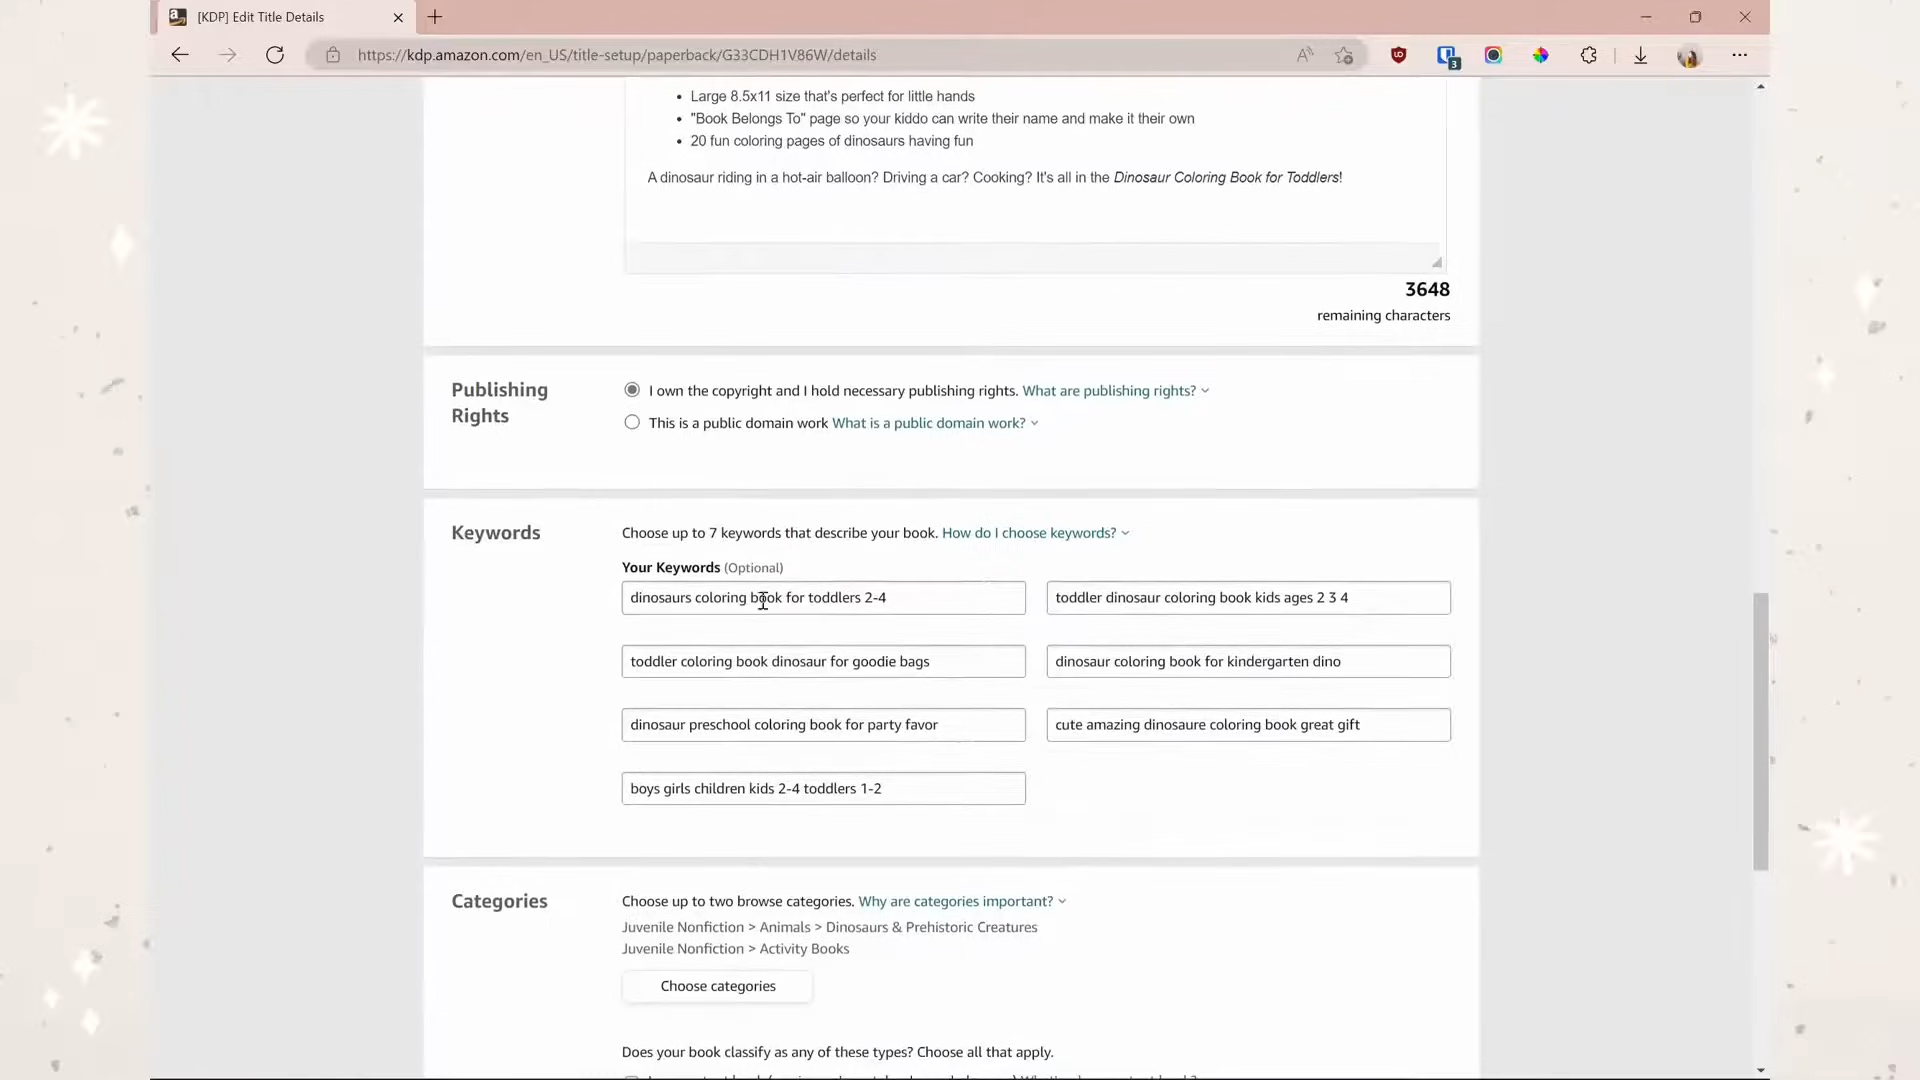 [KDP] Edit Title Details
https://kdp.amazon.com/en_US/title-setup/paperback/G33CDH1V86W/details
3
Large 8.5x11 size that's perfect for little hands
"Book Belongs To" page so your kiddo can write their name and make it their own
20 fun coloring pages of dinosaurs having fun
A dinosaur riding in a hot-air balloon? Driving a car? Cooking? It's all in the Dinosaur Coloring Book for Toddlers!
3648
remaining characters
Publishing Rights
I own the copyright and I hold necessary publishing rights. What are publishing rights?
This is a public domain work What is a public domain work?
Keywords
Choose up to 7 keywords that describe your book. How do I choose keywords?
Your Keywords (Optional)
dinosaurs coloring book for toddlers 2-4
toddler dinosaur coloring book kids ages 2 3 4
toddler coloring book dinosaur for goodie bags
dinosaur coloring book for kindergarten dino
dinosaur preschool coloring book for party favor
cute amazing dinosaure coloring book great gift
boys girls children kids 2-4 toddlers 1-2
Categories
Choose up to two browse categories. Why are categories important?
Juvenile Nonfiction > Animals > Dinosaurs & Prehistoric Creatures
Juvenile Nonfiction > Activity Books
Choose categories
Does your book classify as any of these types? Choose all that apply.